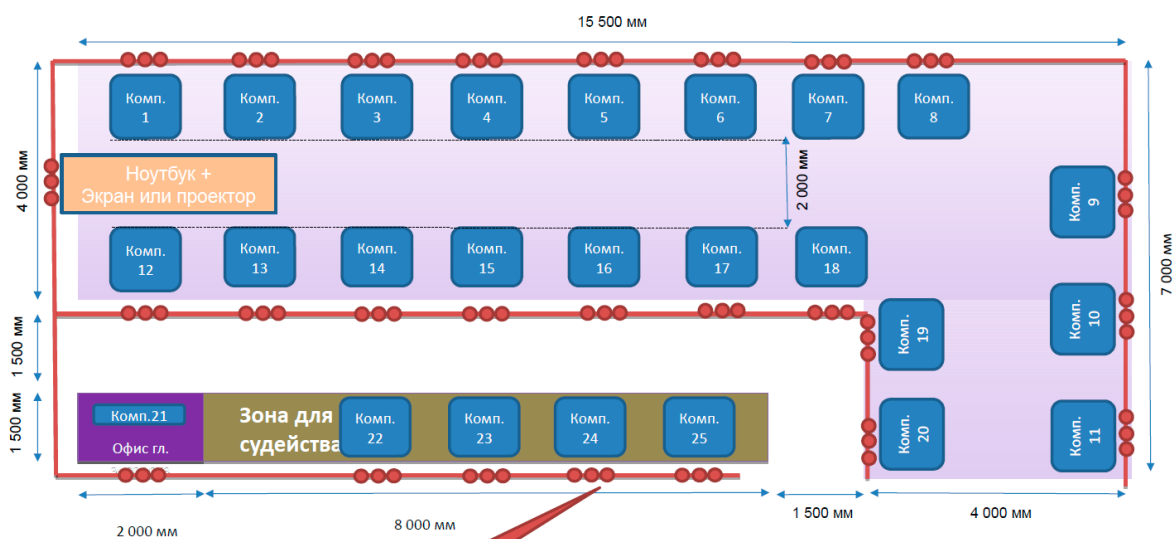 15 500 мм
Комп.
1
Комп.
2
Комп.
3
Комп.
4
Комп.
5
Комп.
6
Комп.
7
Комп.
8
4 000 мм
Ноутбук +
Экран или проектор
2 000 мм
Комп.
9
Комп.
12
Комп.
13
Комп.
14
Комп.
15
Комп.
16
Комп.
17
Комп.
18
7 000 мм
Комп.
10
Комп.
19
1 500 мм
1 500 мм
Комп.21
Офис гл.
Зона для
судейства
Комп.
22
Комп.
23
Комп.
24
Комп.
25
Комп.
20
Комп.
11
2 000 мм
8 000 мм
1 500 мм
4 000 мм